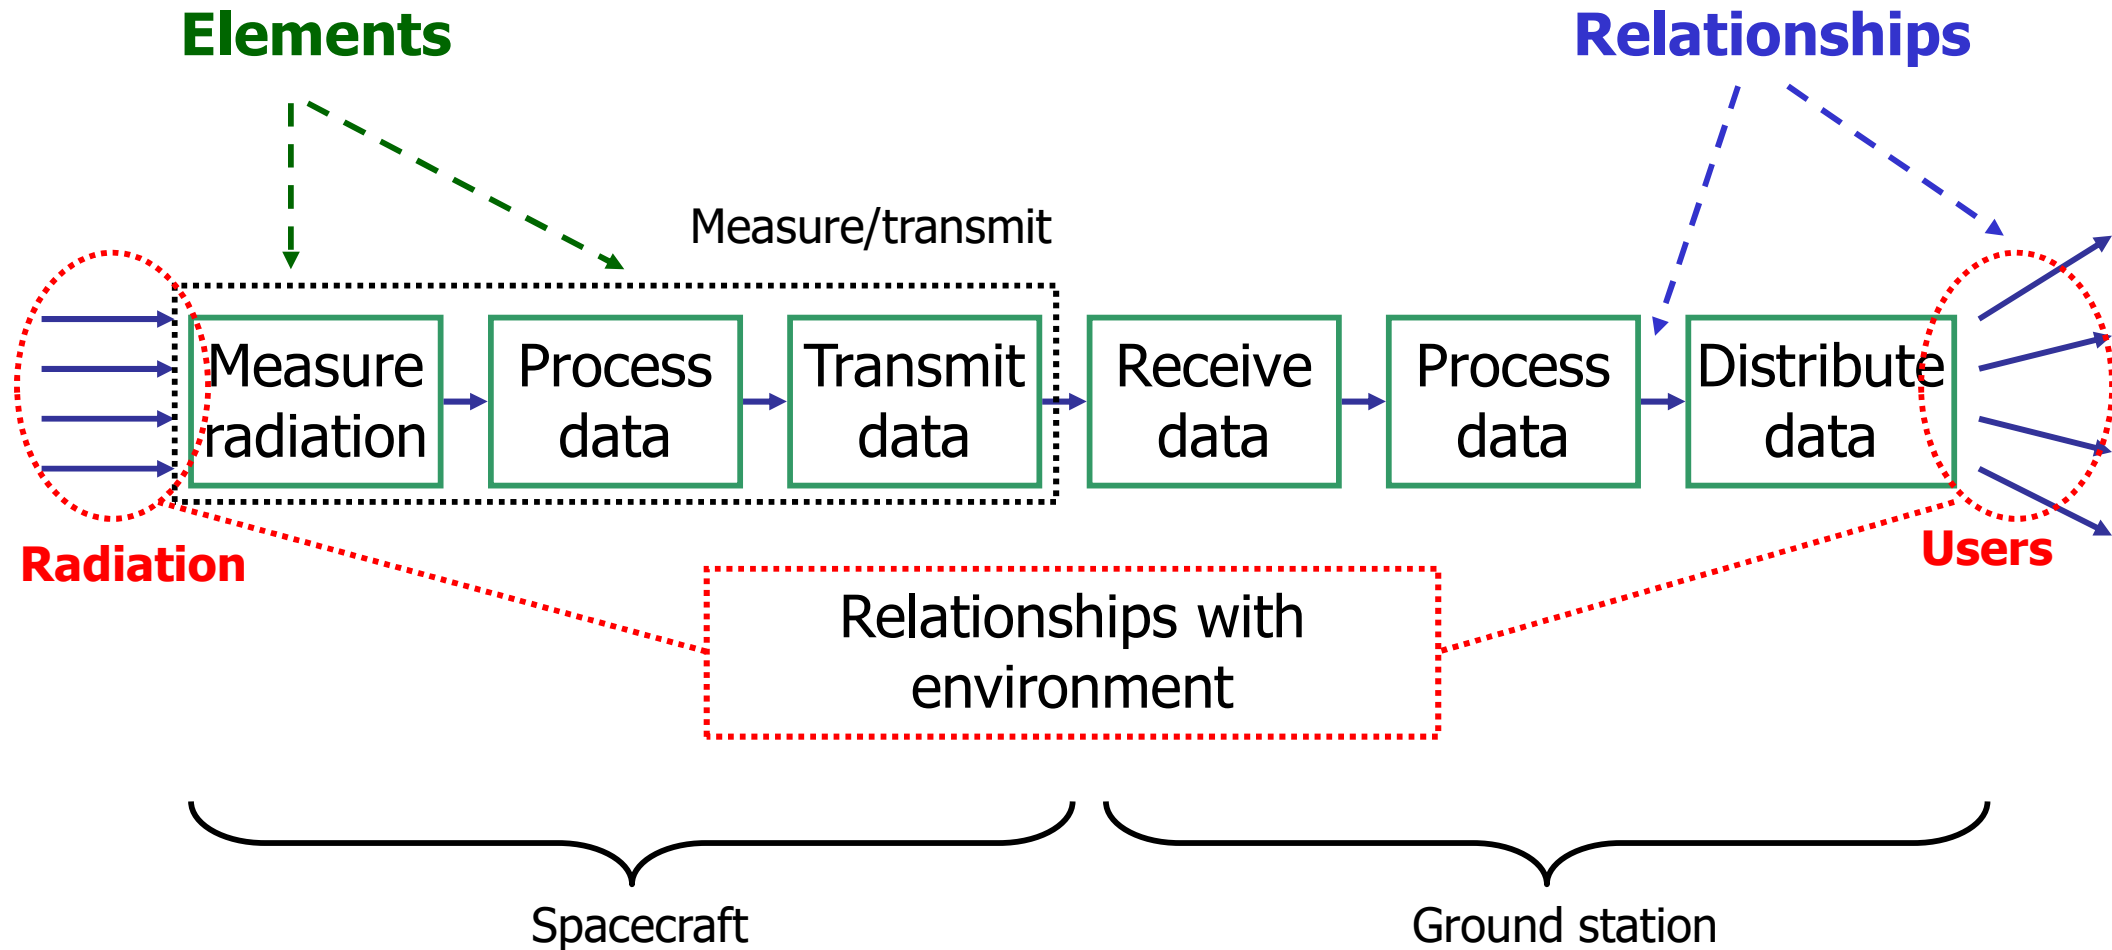 Elements
Relationships
Measure/transmit
Measure
radiation
Process
data
Transmit
data
Receive
data
Process
data
Distribute
data
Radiation
Users
Relationships with
environment
Spacecraft
Ground station